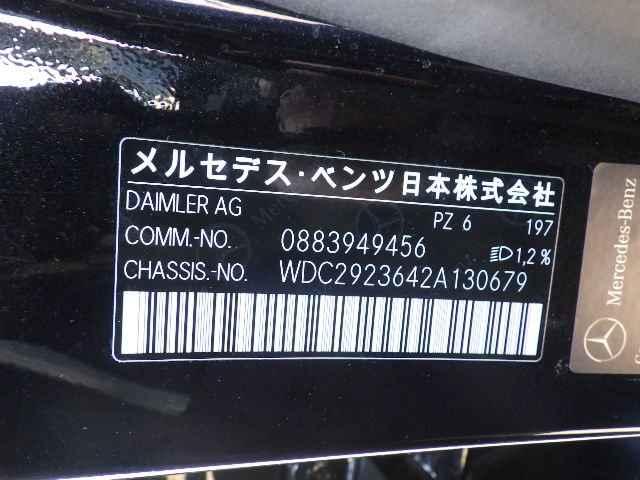 メルセデス・ベンツ日本株式会社
DAIMLER AG
PZ 6 197
COMM.-NO. 0883949456 1,2%
CHASSIS.-NO. WDC2923642A130679
Mercedes-Benz